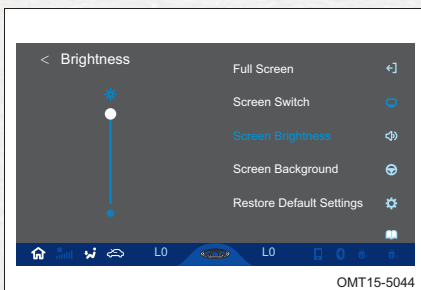 < Brightness
Full Screen
Screen Switch
Screen Brightness
Screen Background
Restore Default Settings
L0 L0
OMT15-5044